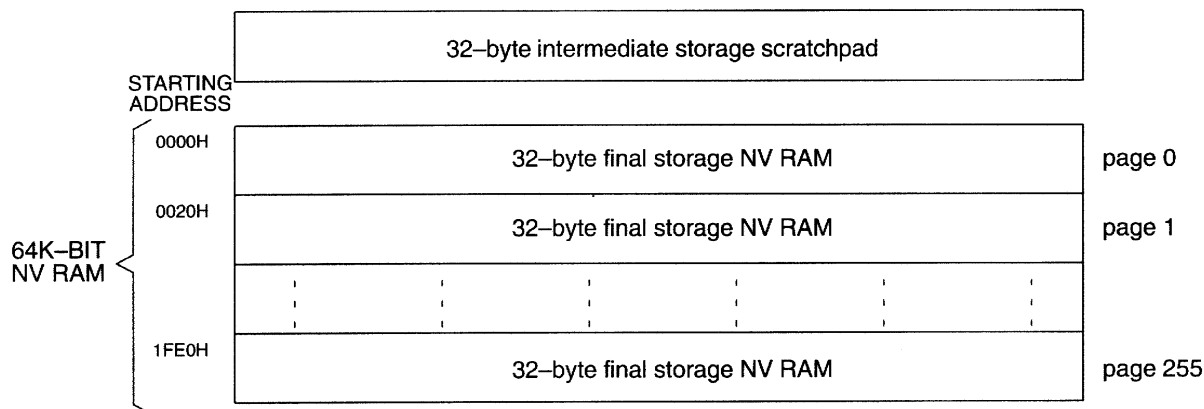 32–byte intermediate storage scratchpad
STARTING
ADDRESS
0000H
32–byte final storage NV RAM
page 0
0020H
32–byte final storage NV RAM
page 1
64K–BIT
NV RAM
1FE0H
32–byte final storage NV RAM
page 255